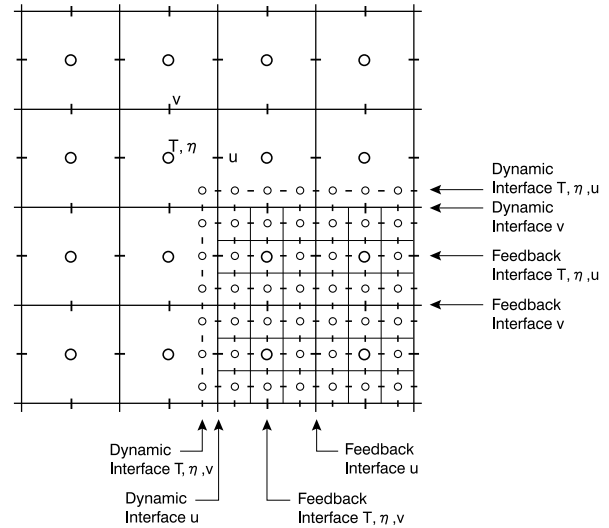 v
T, η
u
Dynamic
Interface T, η ,u
Dynamic
Interface v
Feedback
Interface T, η ,u
Feedback
Interface v
Dynamic
Interface T, η ,v
Feedback
Interface u
Dynamic
Interface u
Feedback
Interface T, η ,v